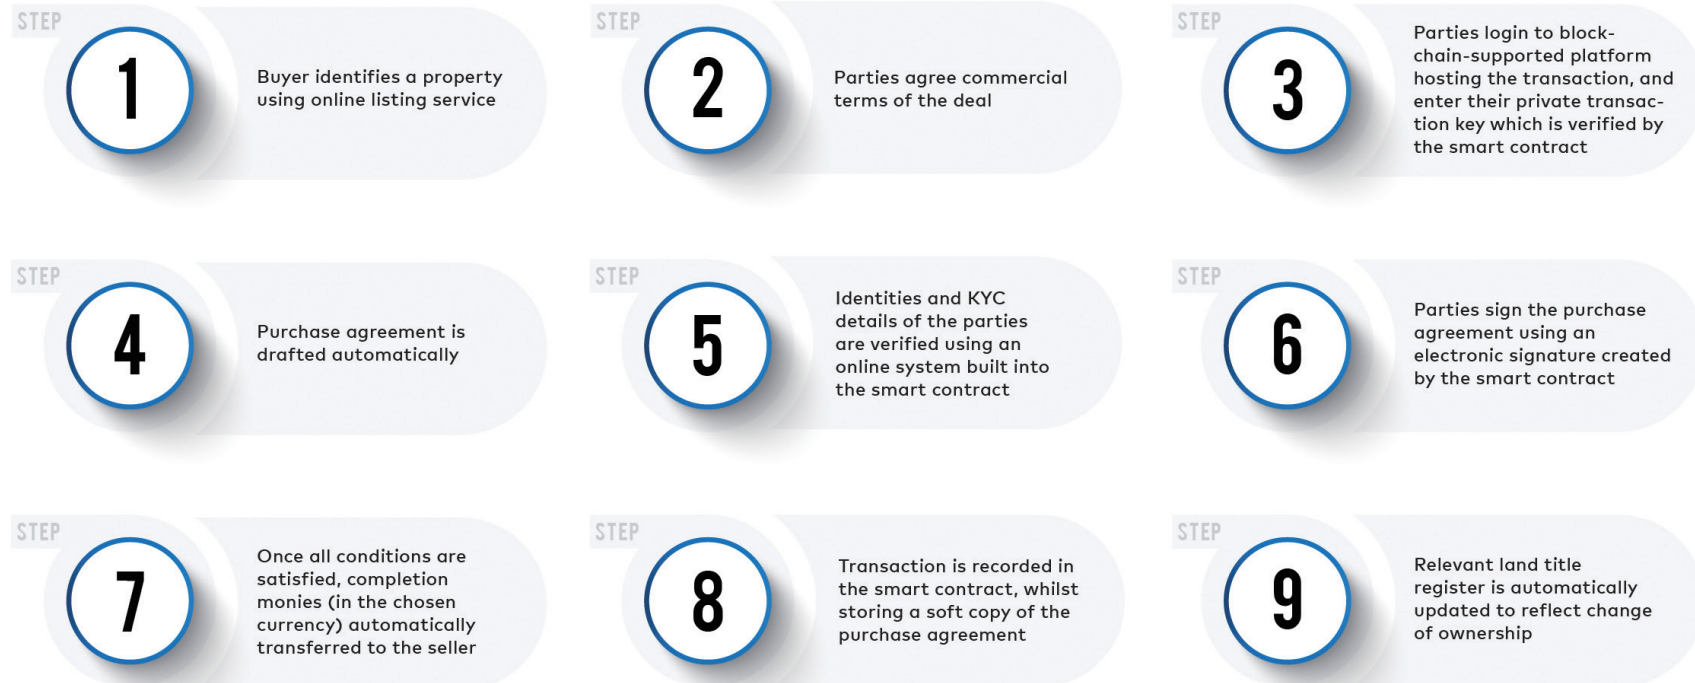 STEP
1
Buyer identifies a property
using online listing service
STEP
2
Parties agree commercial
terms of the deal
STEP
3
Parties login to block-
chain-supported platform
hosting the transaction, and
enter their private transac-
tion key which is verified by
the smart contract
STEP
4
Purchase agreement is
drafted automatically
STEP
5
Identities and KYC
details of the parties
are verified using an
online system built into
the smart contract
STEP
6
Parties sign the purchase
agreement using an
electronic signature created
by the smart contract
STEP
7
Once all conditions are
satisfied, completion
monies (in the chosen
currency) automatically
transferred to the seller
STEP
8
Transaction is recorded in
the smart contract, whilst
storing a soft copy of the
purchase agreement
STEP
9
Relevant land title
register is automatically
updated to reflect change
of ownership